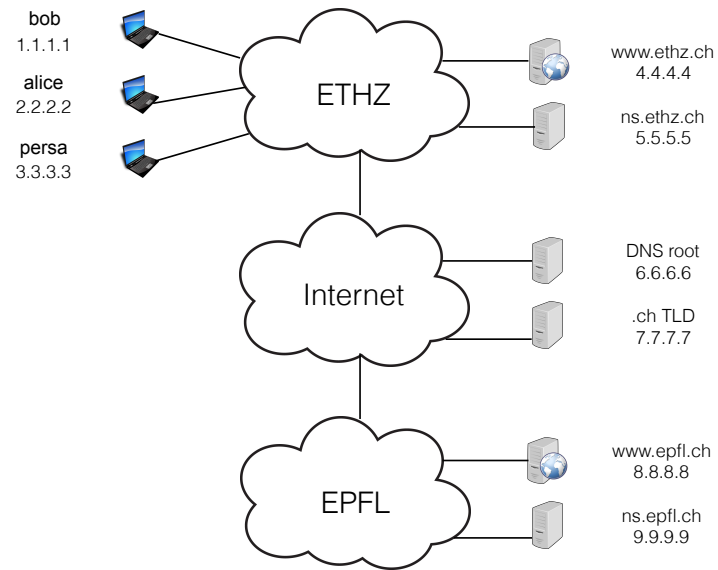 bob
1.1.1.1
alice
2.2.2.2
persa
3.3.3.3
ETHZ
www.ethz.ch
4.4.4.4
ns.ethz.ch
5.5.5.5
Internet
DNS root
6.6.6.6
.ch TLD
7.7.7.7
EPFL
www.epfl.ch
8.8.8.8
ns.epfl.ch
9.9.9.9